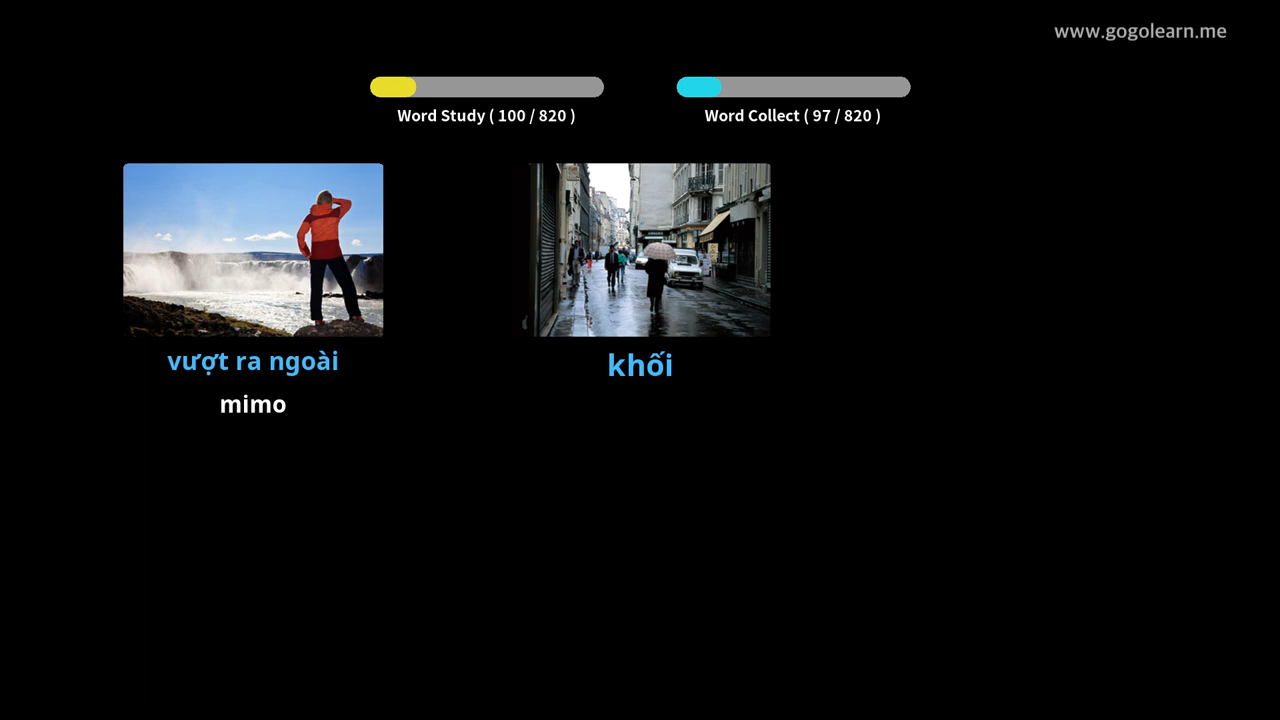 www.gogolearn.me
Word Study ( 100 / 820 )
Word Collect ( 97 / 820 )
vượt ra ngoài
mimo
khối